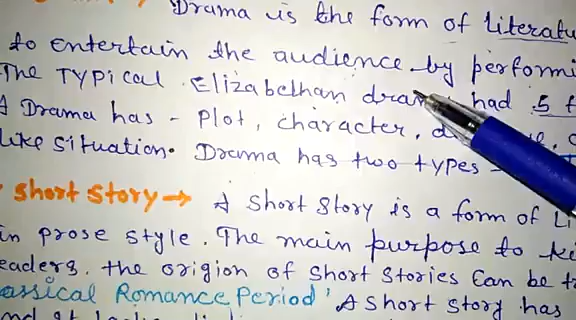 Drama is the form of
to entertain the audience by
The Typical Elizabethan had 5
A Drama has - Plot, character,
like situation. Drama has two types -
Short Story → A Short Story is a form of
in prose style. The main purpose to
the origion of short stories can be
Romance Period' A short story has